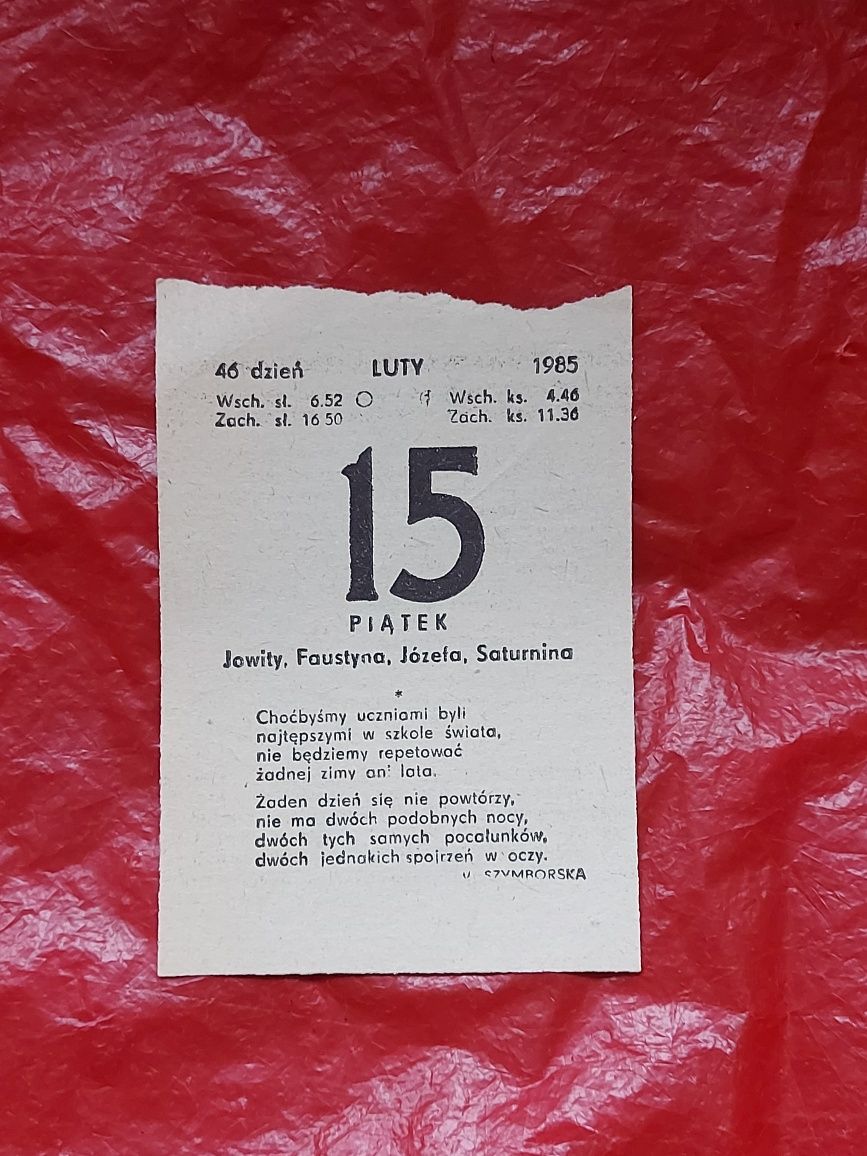 46 dzień LUTY 1985
Wsch. sł. 6.52 Wsch. ks. 4.46
Zach. sł. 16 50 Zach. ks. 11.36
15
PIĄTEK
Jowity, Faustyna, Józefa, Saturnina
*
Choćbyśmy uczniami byli
najtępszymi w szkole świata,
nie będziemy repetować
żadnej zimy ani lata.
Żaden dzień się nie powtórzy,
nie ma dwóch podobnych nocy,
dwóch tych samych pocałunków,
dwóch jednakich spojrzeń w oczy.
SZYMBORSKA